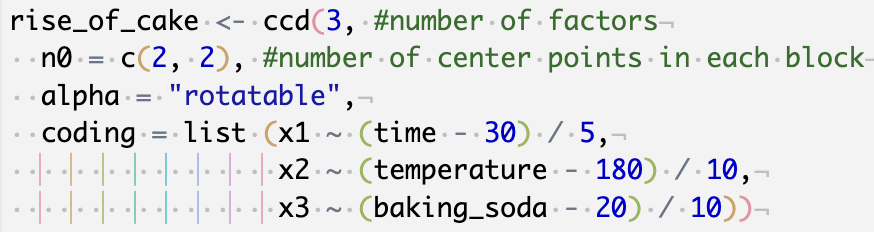 rise_of_cake <- ccd(3, #number of factors
  n0 = c(2, 2), #number of center points in each block
  alpha = "rotatable",
  coding = list (x1 ~ (time - 30) / 5,
                 x2 ~ (temperature - 180) / 10,
                 x3 ~ (baking_soda - 20) / 10))